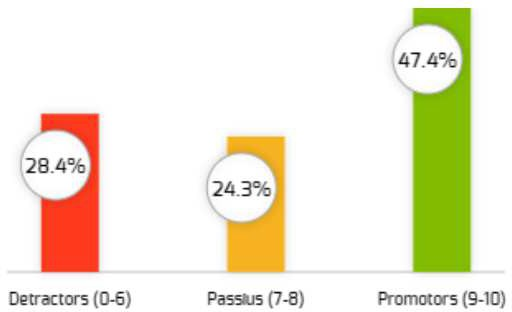 47.4%
28.4%
24.3%
Detractors (0-6) Passius (7-8) Promotors (9-10)